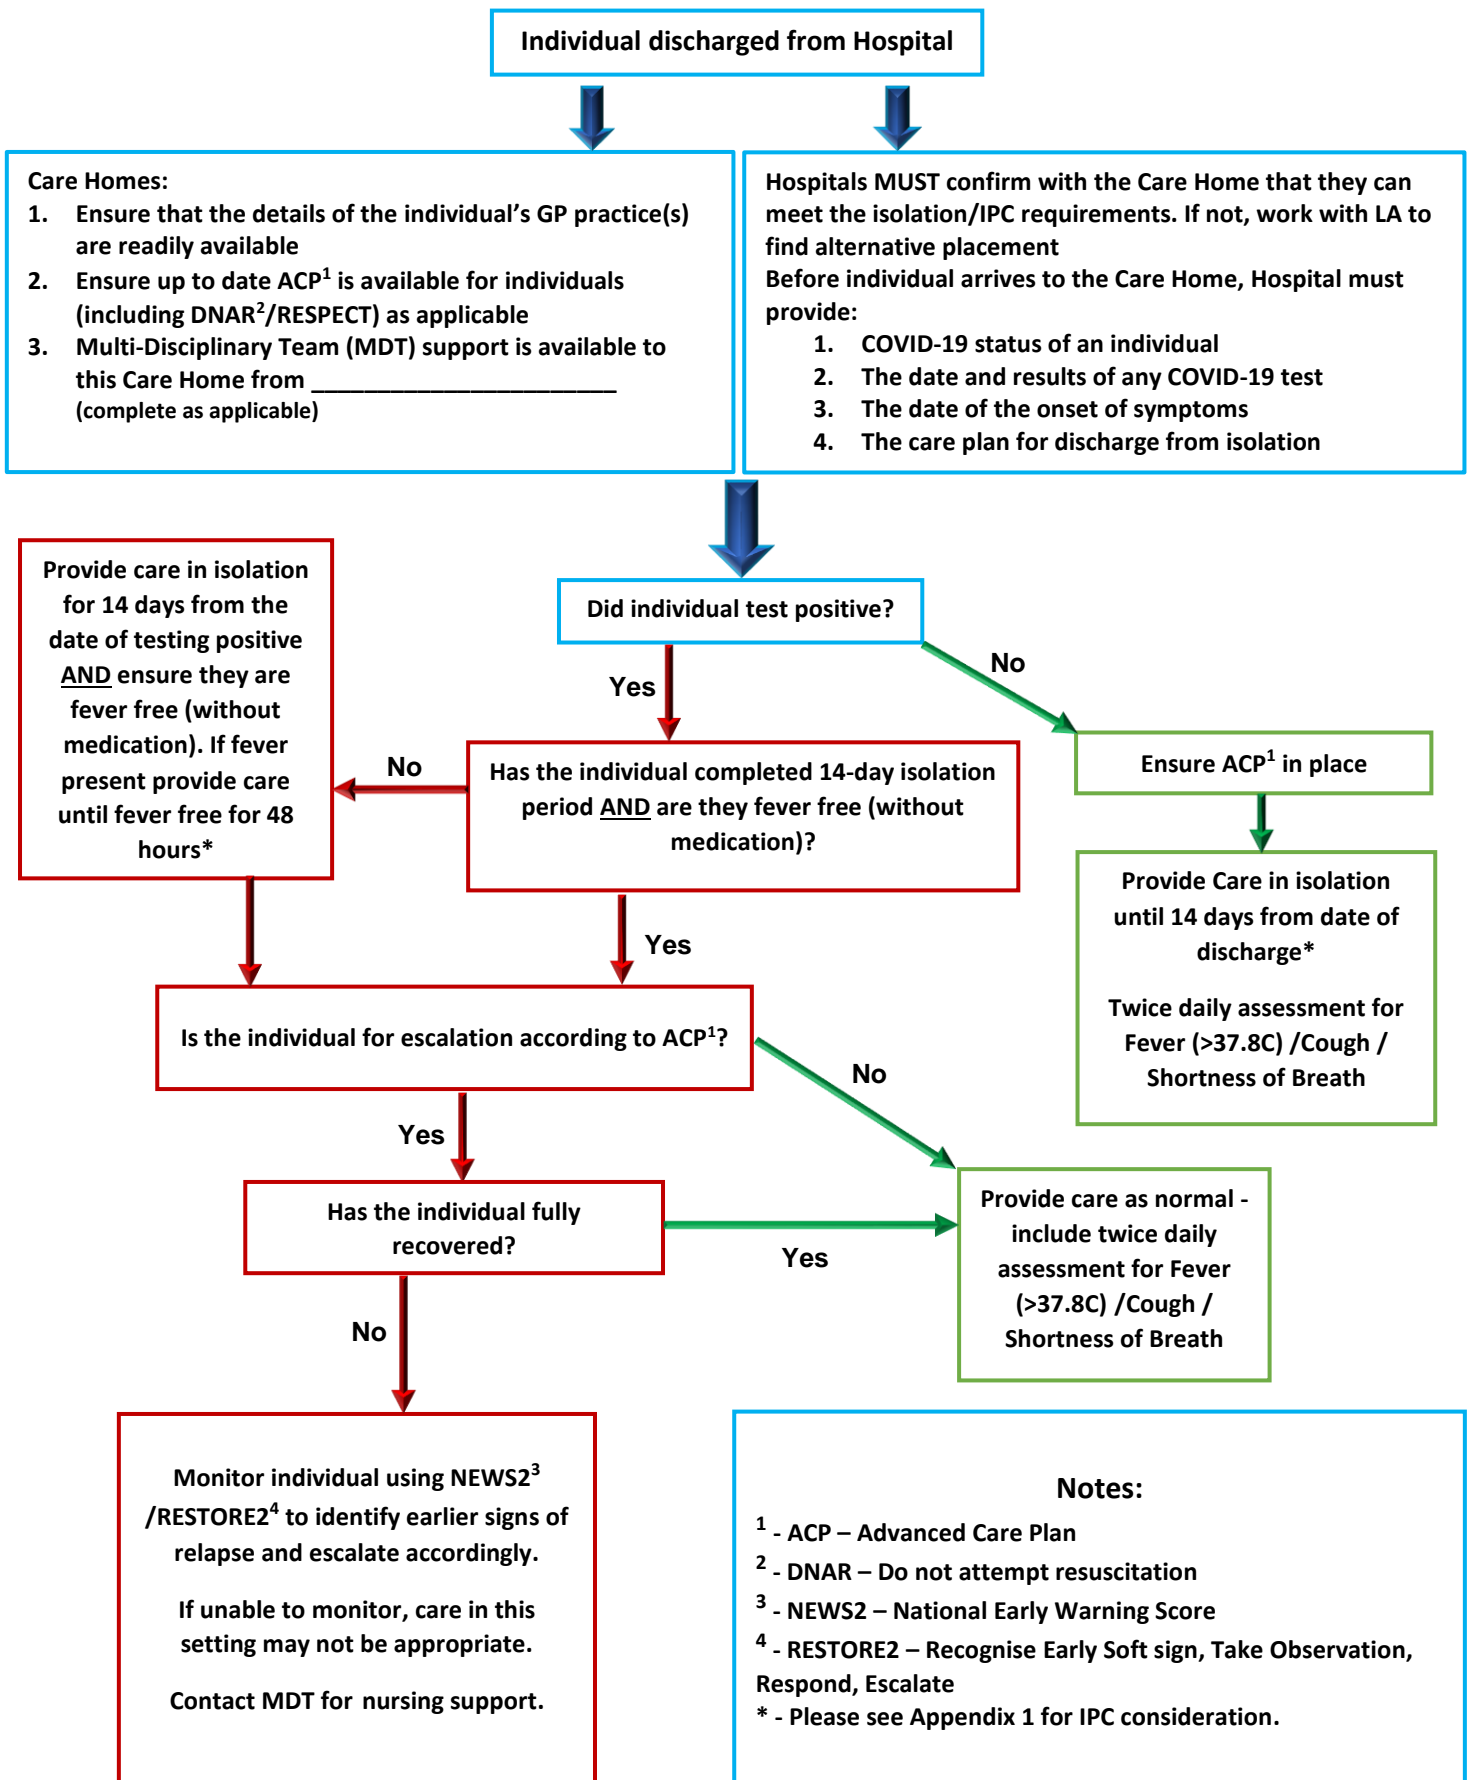 Individual discharged from Hospital
Care Homes:
1. Ensure that the details of the individual's GP practice(s)
are readily available
2. Ensure up to date ACP¹ is available for individuals
(including DNAR²/RESPECT) as applicable
3. Multi-Disciplinary Team (MDT) support is available to
this Care Home from _______________________
(complete as applicable)
Hospitals MUST confirm with the Care Home that they can
meet the isolation/IPC requirements. If not, work with LA to
find alternative placement
Before individual arrives to the Care Home, Hospital must
provide:
1. COVID-19 status of an individual
2. The date and results of any COVID-19 test
3. The date of the onset of symptoms
4. The care plan for discharge from isolation
Did individual test positive?
Yes
No
Provide care in isolation
for 14 days from the
date of testing positive
AND ensure they are
fever free (without
medication). If fever
present provide care
until fever free for 48
hours*
No
Has the individual completed 14-day isolation
period AND are they fever free (without
medication)?
Yes
Ensure ACP¹ in place
Provide Care in isolation
until 14 days from date of
discharge*
Twice daily assessment for
Fever (>37.8C) /Cough /
Shortness of Breath
Is the individual for escalation according to ACP¹?
No
Yes
Has the individual fully
recovered?
Yes
No
Provide care as normal -
include twice daily
assessment for Fever
(>37.8C) /Cough /
Shortness of Breath
Monitor individual using NEWS2³
/RESTORE2⁴ to identify earlier signs of
relapse and escalate accordingly.
If unable to monitor, care in this
setting may not be appropriate.
Contact MDT for nursing support.
Notes:
¹ - ACP – Advanced Care Plan
² - DNAR – Do not attempt resuscitation
³ - NEWS2 – National Early Warning Score
⁴ - RESTORE2 – Recognise Early Soft sign, Take Observation,
Respond, Escalate
* - Please see Appendix 1 for IPC consideration.